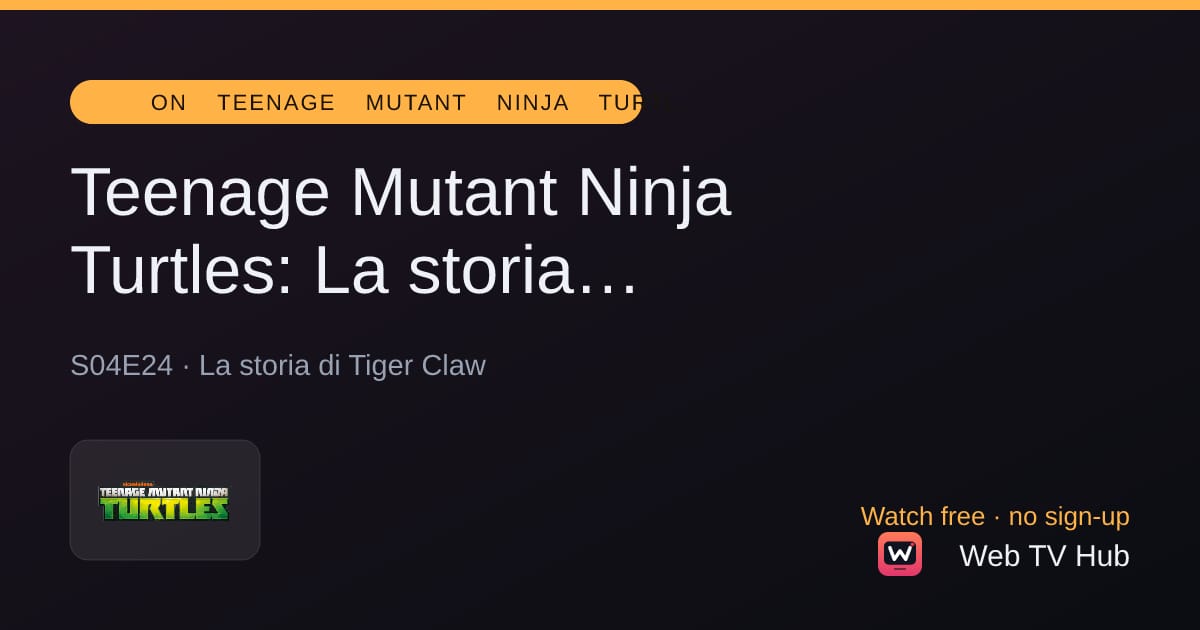 ON TEENAGE MUTANT NINJA
Teenage Mutant Ninja
Turtles: La storia…
S04E24 · La storia di Tiger Claw
nickelodeon
TEENAGE MUTANT NINJA
TURTLES
Watch free · no sign-up
W Web TV Hub